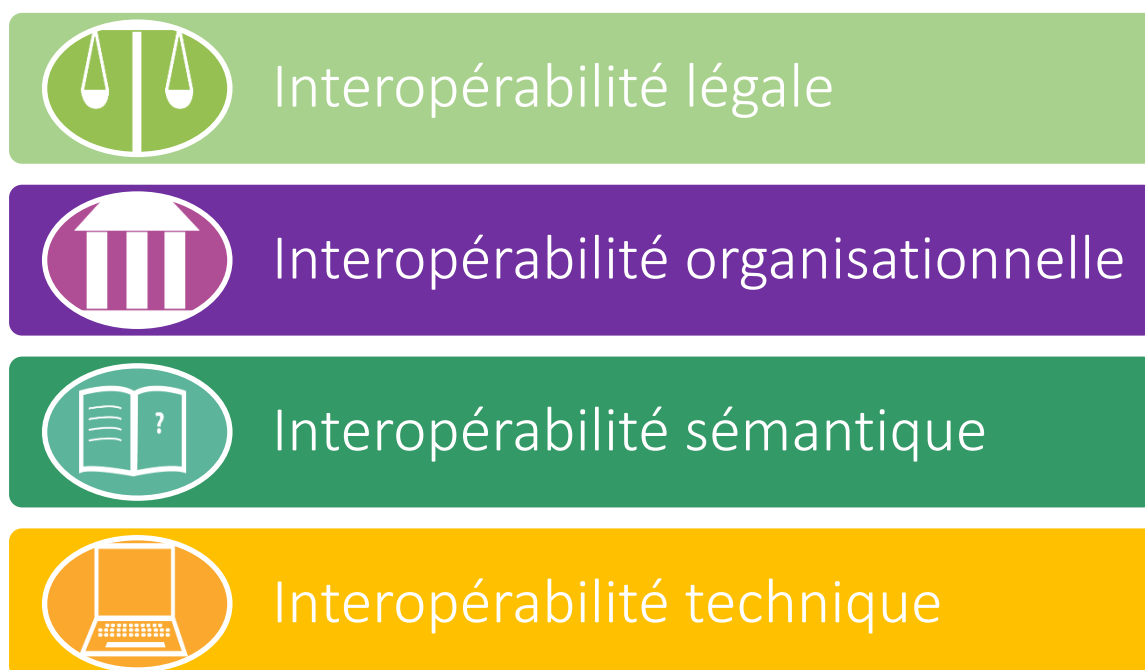 Interopérabilité légale
Interopérabilité organisationnelle
?
Interopérabilité sémantique
Interopérabilité technique